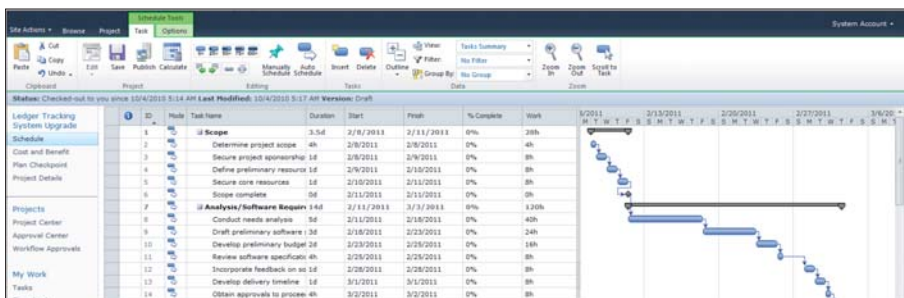 Schedule Tools
Site Actions Browse Project Task Options System Account
Paste Cut Copy Undo
Edit Save Publish Calculate
Manually Schedule Auto Schedule
Insert Delete
Outline View: Tasks Summary
Filter: No Filter
Group By: No Group
Zoom In Zoom Out Scroll to Task
Clipboard Project Editing Tasks Data Zoom
Status: Checked-out to you since 10/4/2010 5:14 AM Last Modified: 10/4/2010 5:17 AM Version: Draft
Ledger Tracking System Upgrade
Schedule
Cost and Benefit
Plan Checkpoint
Project Details
Projects
Project Center
Approval Center
Workflow Approvals
My Work
Tasks
ID Mode Task Name Duration Start Finish % Complete Work
1 Scope 3.5d 2/8/2011 2/11/2011 0% 28h
2 Determine project scope 4h 2/8/2011 2/8/2011 0% 4h
3 Secure project sponsorship 1d 2/8/2011 2/9/2011 0% 8h
4 Define preliminary resource 1d 2/9/2011 2/10/2011 0% 8h
5 Secure core resources 1d 2/10/2011 2/11/2011 0% 8h
6 Scope complete 0d 2/11/2011 2/11/2011 0% 0h
7 Analysis/Software Require 14d 2/11/2011 3/3/2011 0% 120h
8 Conduct needs analysis 5d 2/11/2011 2/18/2011 0% 40h
9 Draft preliminary software s 3d 2/18/2011 2/23/2011 0% 24h
10 Develop preliminary budget 2d 2/23/2011 2/25/2011 0% 16h
11 Review software specificatic 4h 2/25/2011 2/25/2011 0% 8h
12 Incorporate feedback on so 1d 2/28/2011 2/28/2011 0% 8h
13 Develop delivery timeline 1d 3/1/2011 3/1/2011 0% 8h
14 Obtain approvals to procee 4h 3/2/2011 3/2/2011 0% 8h
6/2011 2/13/2011 2/20/2011 2/27/2011 3/6/20
M T W T F S S M T W T F S S M T W T F S S M T W T F S S M T